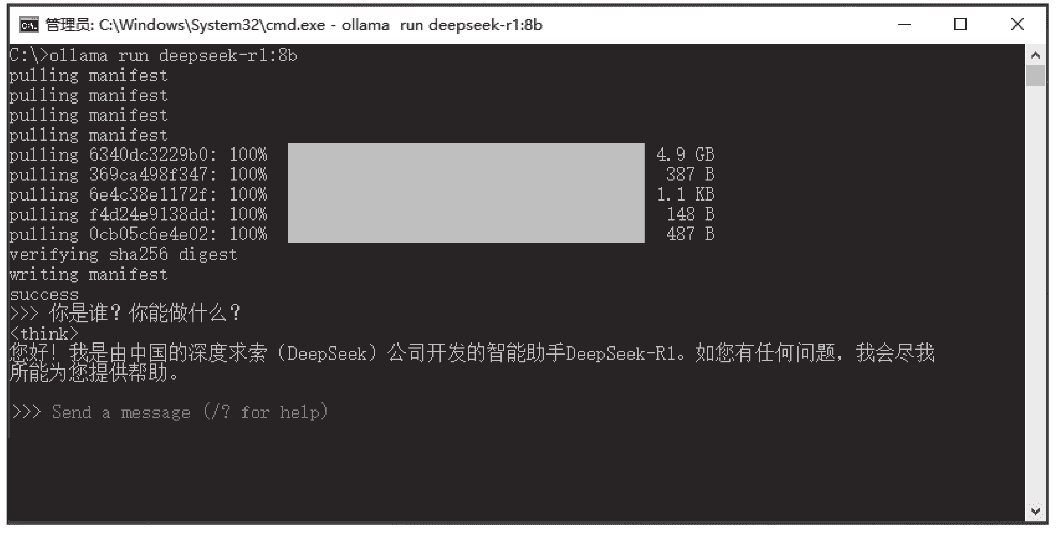 管理员: C:\Windows\System32\cmd.exe - ollama  run deepseek-r1:8b
C:\>ollama run deepseek-r1:8b
pulling manifest
pulling manifest
pulling manifest
pulling manifest
pulling 6340dc3229b0: 100% 4.9 GB
pulling 369ca498f347: 100% 387 B
pulling 6e4c38e1172f: 100% 1.1 KB
pulling f4d24e9138dd: 100% 148 B
pulling 0cb05c6e4e02: 100% 487 B
verifying sha256 digest
writing manifest
success
>>> 你是谁？你能做什么？
<think>
您好！我是由中国的深度求索（DeepSeek）公司开发的智能助手DeepSeek-R1。如您有任何问题，我会尽我
所能为您提供帮助。
>>> Send a message (/? for help)